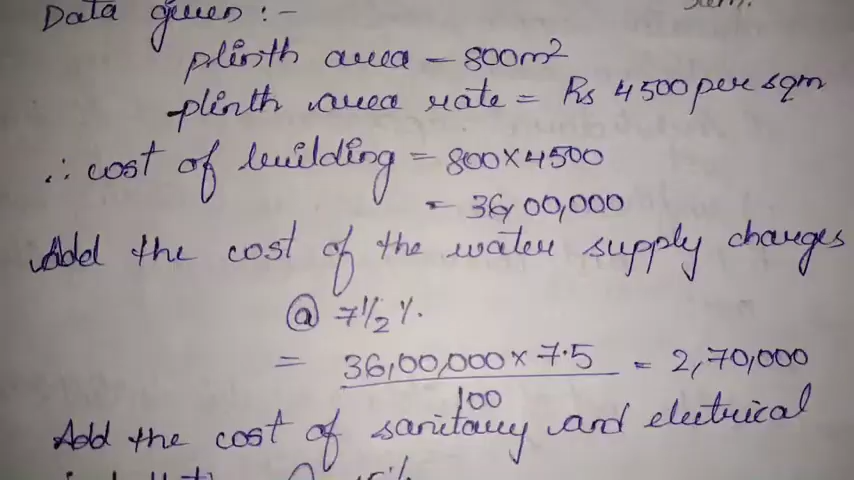 Data given :-
plinth area - 800m²
plinth area rate = Rs 4500 per sqm
∴ cost of building = 800×4500
= 36,00,000
Add the cost of the water supply charges
@ 7½ %.
= 36,00,000 × 7.5 = 2,70,000
100
Add the cost of sanitary and electrical